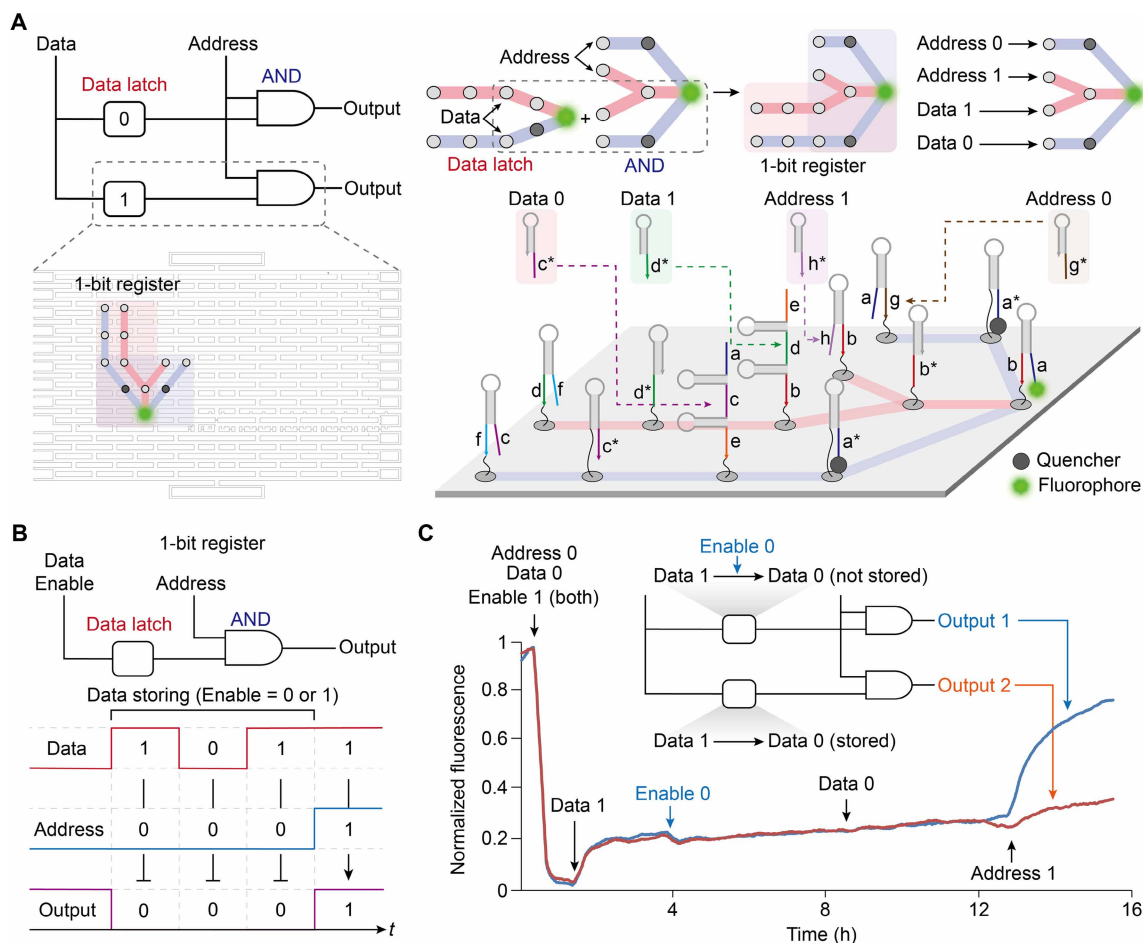 A
Data
Address
Data latch
AND
0
Output
1
Output
1-bit register
Address
Data
+
Data latch
AND
1-bit register
Address 0
Address 1
Data 1
Data 0
Data 0
Data 1
Address 1
Address 0
c*
d*
h*
g*
e
a
g
a*
a
d
h
b
b*
b
a
d
f
d*
c
b
f
c
c*
e
a*
Quencher
Fluorophore
B
1-bit register
Data
Enable
Address
Data latch
AND
Output
Data storing (Enable = 0 or 1)
Data 1 0 1 1
Address 0 0 0 1
Output 0 0 0 1
t
C
Address 0
Data 0
Enable 1 (both)
Enable 0
Data 1 Data 0 (not stored)
Output 1
Output 2
Data 1 Data 0 (stored)
Data 1
Enable 0
Data 0
Address 1
Normalized fluorescence
1
0.8
0.6
0.4
0.2
0
4 8 12 16
Time (h)